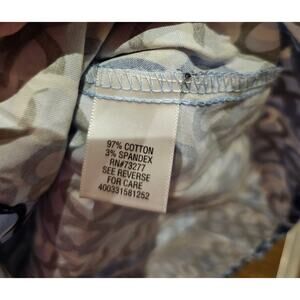 97% COTTON
3% SPANDEX
RN#73277
SEE REVERSE
FOR CARE
400331581252